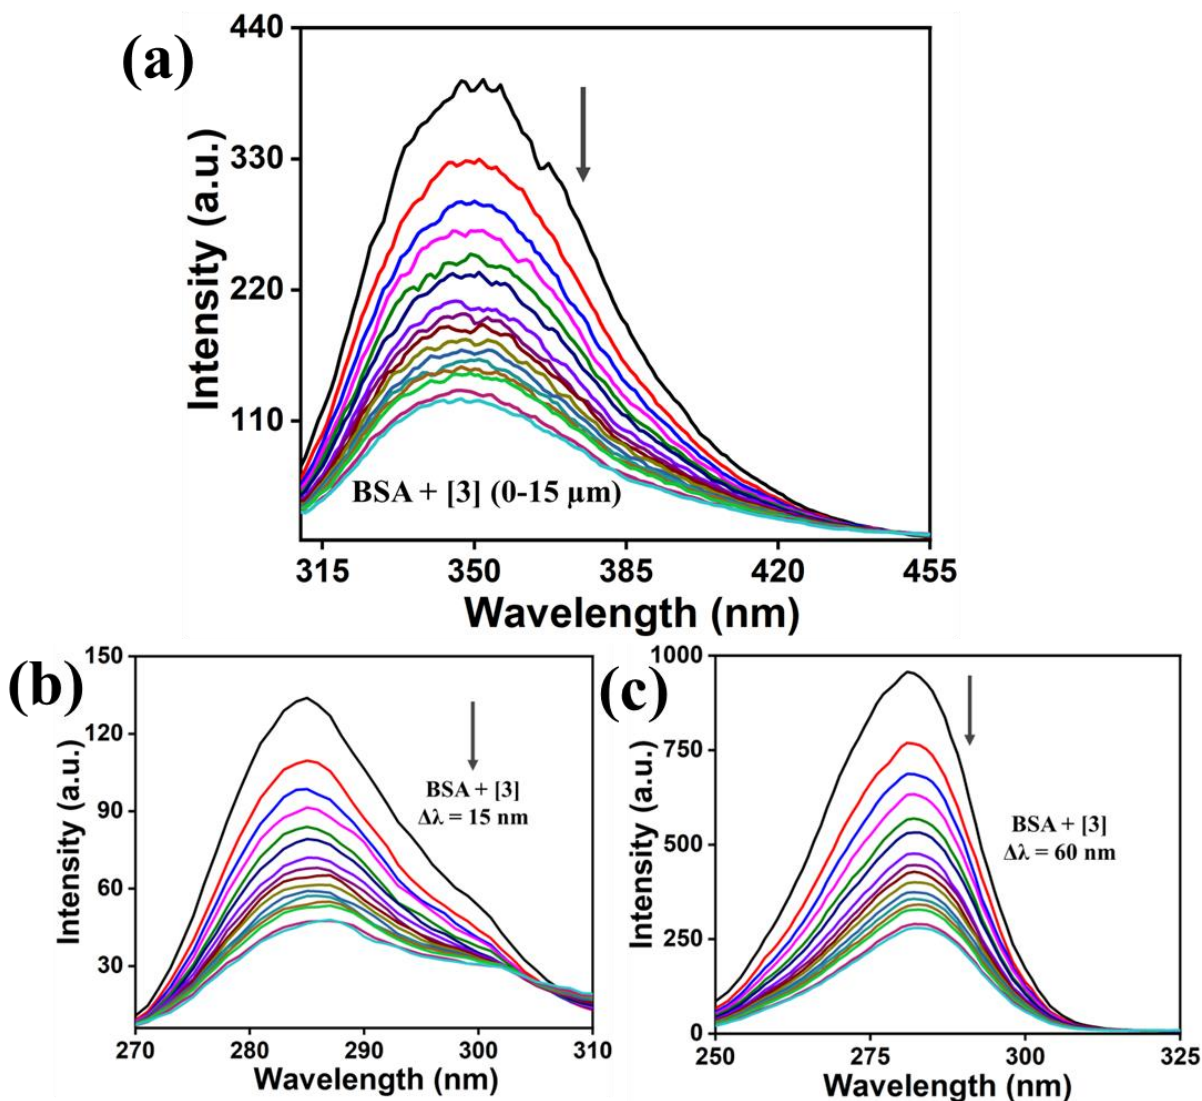 (a)
440
330
220
110
Intensity (a.u.)
BSA + [3] (0-15 µm)
315 350 385 420 455
Wavelength (nm)
(b)
150
120
90
60
30
Intensity (a.u.)
BSA + [3]
Δλ = 15 nm
270 280 290 300 310
Wavelength (nm)
(c)
1000
750
500
250
0
Intensity (a.u.)
BSA + [3]
Δλ = 60 nm
250 275 300 325
Wavelength (nm)